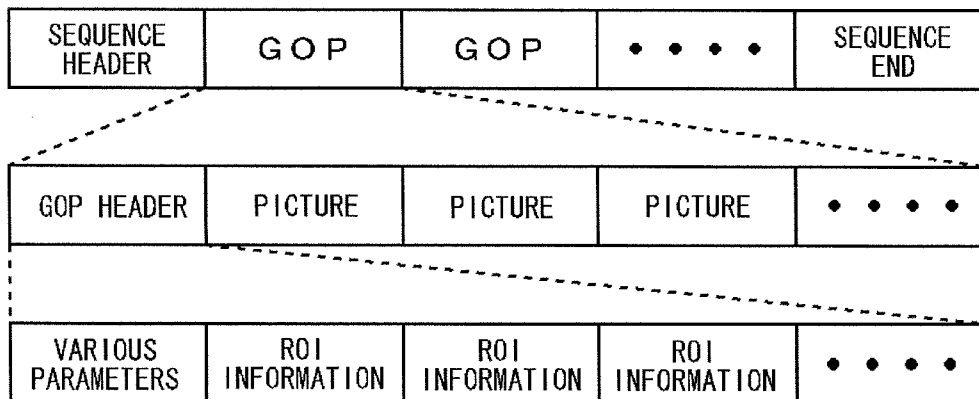 SEQUENCE
HEADER
GOP
GOP
• • • •
SEQUENCE
END
GOP HEADER
PICTURE
PICTURE
PICTURE
• • • •
VARIOUS
PARAMETERS
ROI
INFORMATION
ROI
INFORMATION
ROI
INFORMATION
• • • •